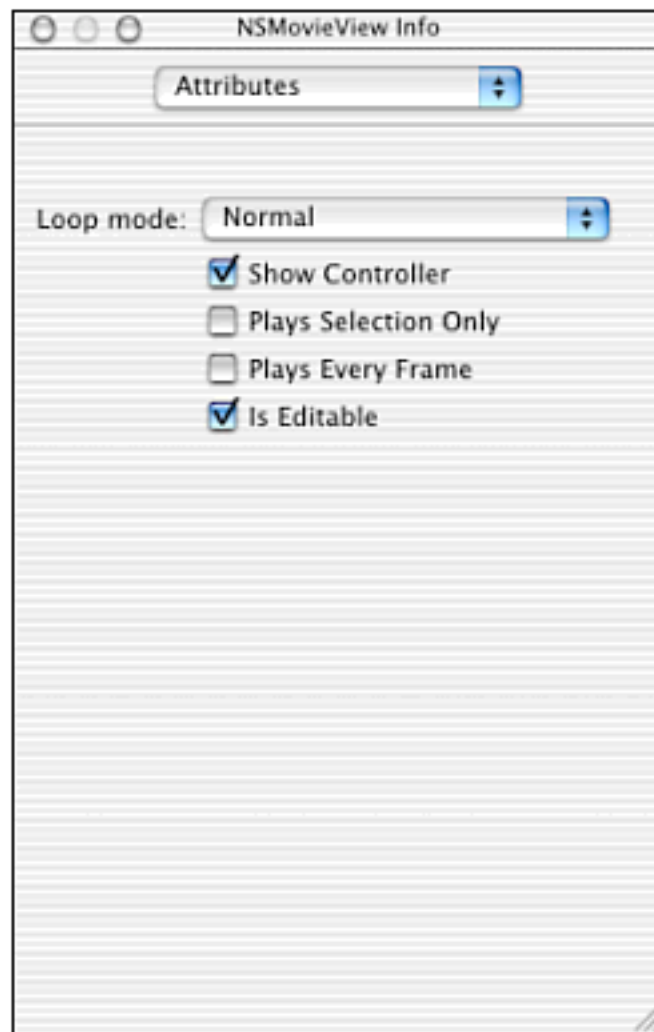 NSMovieView Info
Attributes
Loop mode: Normal
Show Controller
Plays Selection Only
Plays Every Frame
Is Editable